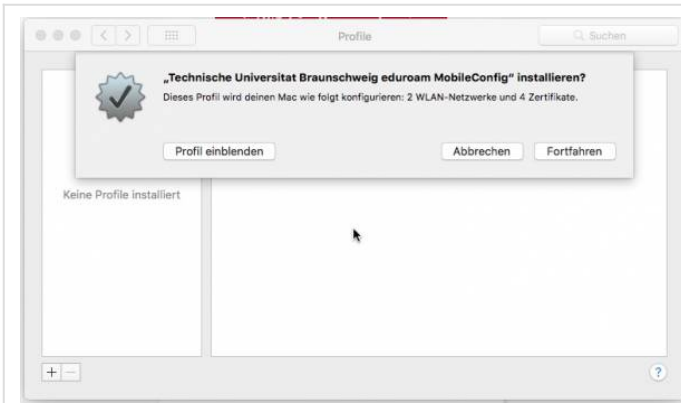 Profile
Suchen
„Technische Universitat Braunschweig eduroam MobileConfig“ installieren?
Dieses Profil wird deinen Mac wie folgt konfigurieren: 2 WLAN-Netzwerke und 4 Zertifikate.
Profil einblenden
Abbrechen
Fortfahren
Keine Profile installiert
+ −
?